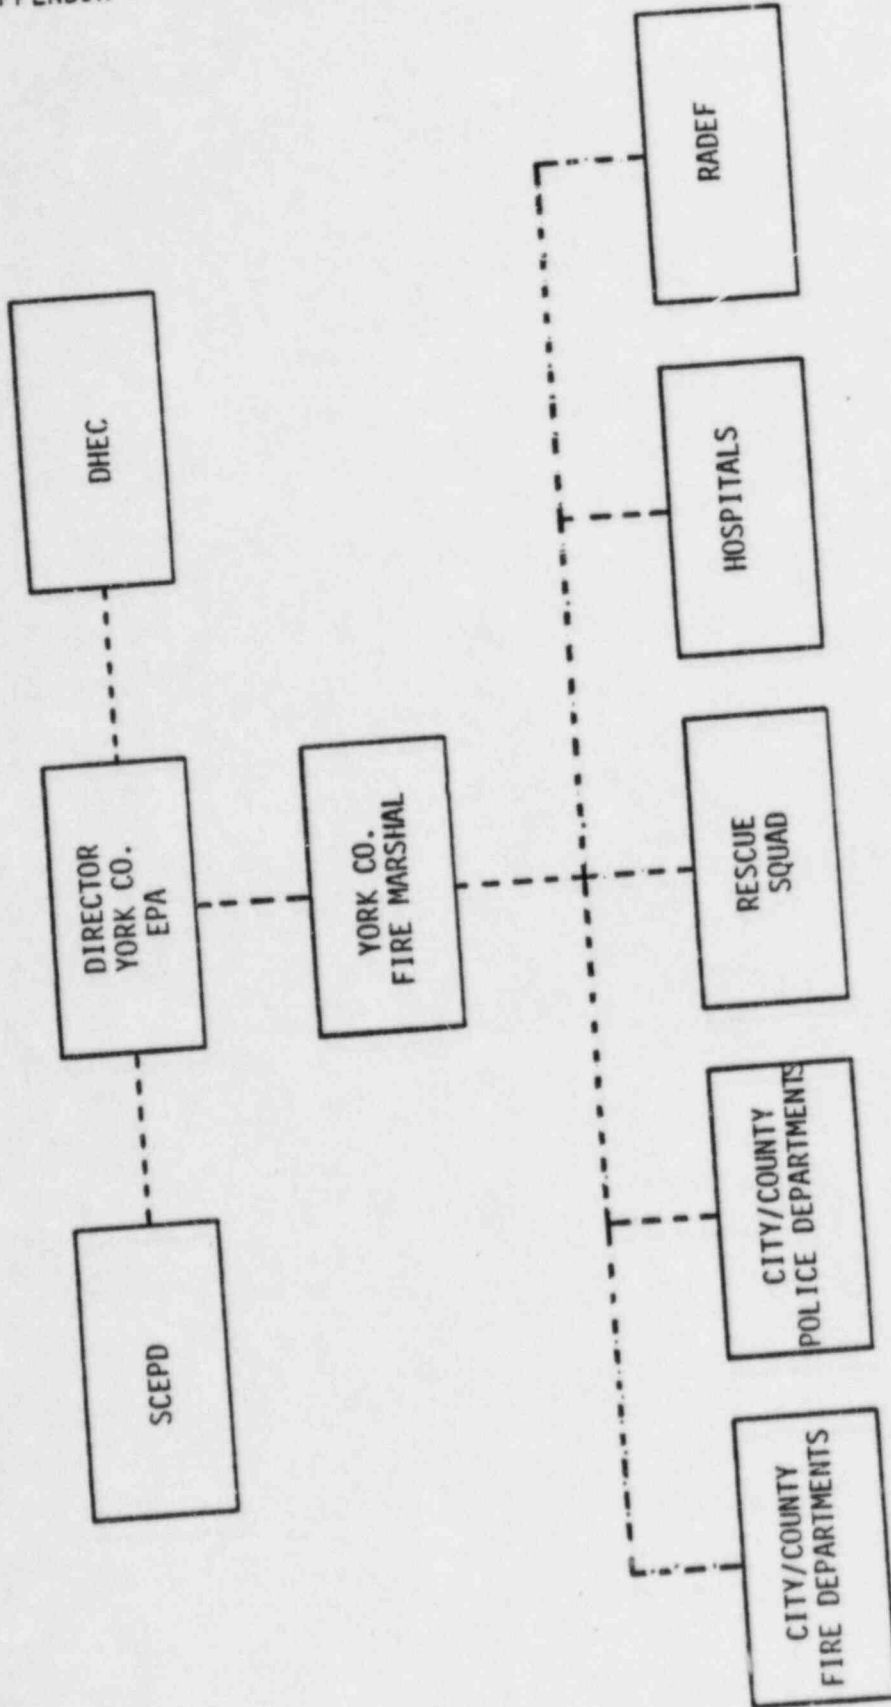 SCEPD
DIRECTOR
YORK CO.
EPA
DHEC
YORK CO.
FIRE MARSHAL
CITY/COUNTY
FIRE DEPARTMENTS
CITY/COUNTY
POLICE DEPARTMENTS
RESCUE
SQUAD
HOSPITALS
RADEF